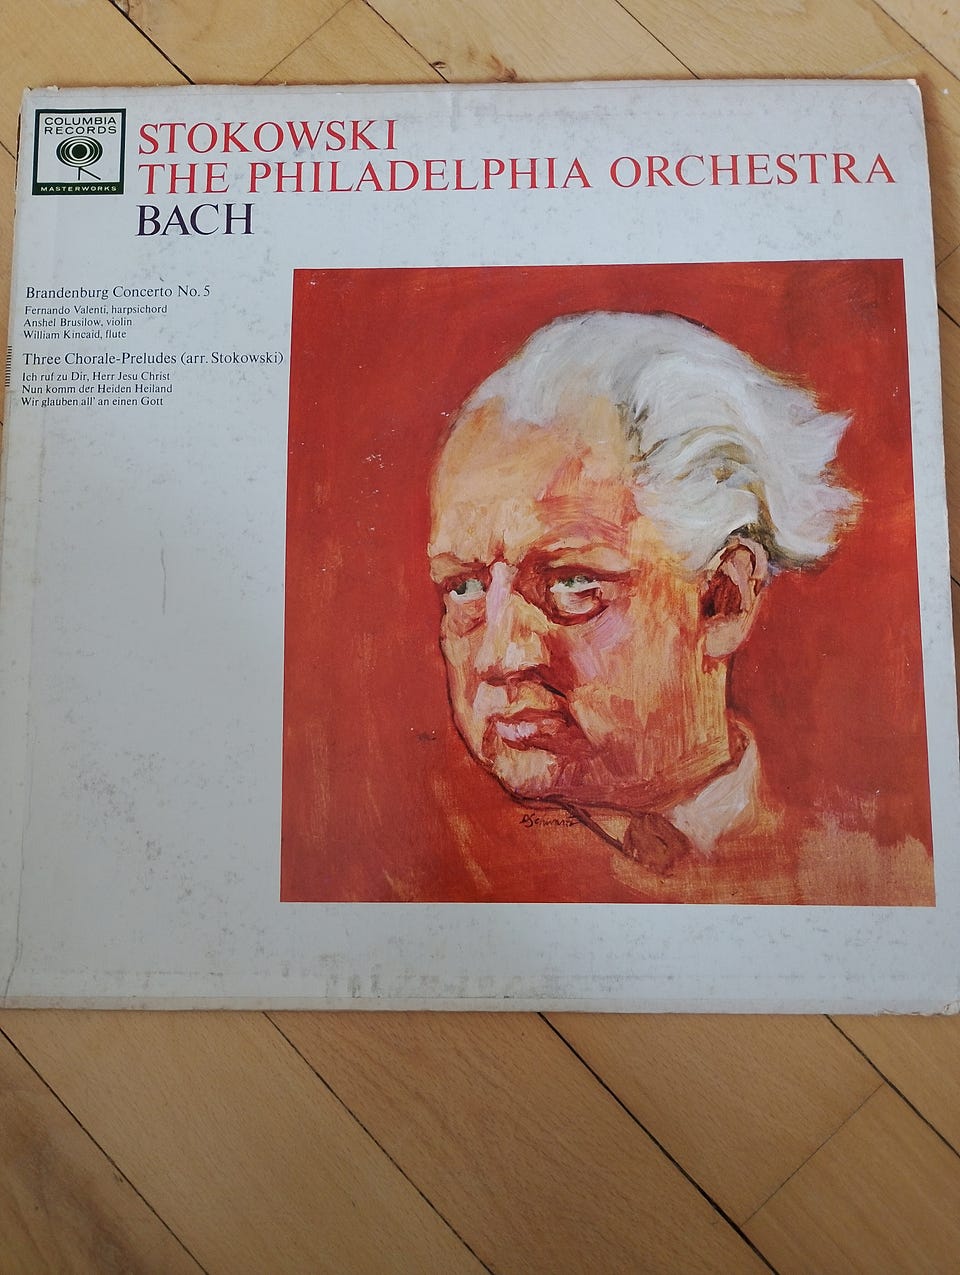 COLUMBIA
RECORDS
MASTERWORKS
STOKOWSKI
THE PHILADELPHIA ORCHESTRA
BACH
Brandenburg Concerto No. 5
Fernando Valenti, harpsichord
Anshel Brusilow, violin
William Kincaid, flute
Three Chorale-Preludes (arr. Stokowski)
Ich ruf zu Dir, Herr Jesu Christ
Nun komm der Heiden Heiland
Wir glauben all' an einen Gott